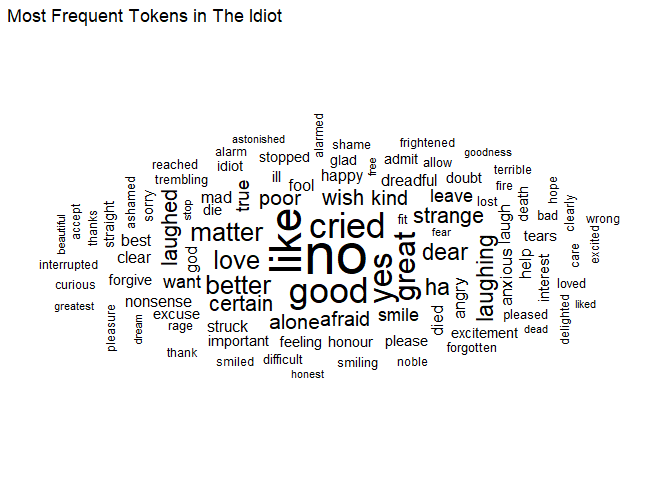 Most Frequent Tokens in The Idiot
astonished
alarmed
shame
frightened
reached
alarm
stopped
glad
admit
allow
goodness
trembling
idiot
ill
happy
free
dreadful
doubt
terrible
fire
hope
ashamed
sorry
laughed
stop
mad
die
true
poor
fool
wish
kind
leave
lost
death
bad
clearly
wrong
beautiful
accept
thanks
straight
best
matter
like
cried
fit
strange
fear
anxious
laugh
tears
excited
interrupted
clear
god
love
no
yes
great
dear
laughing
help
interest
care
curious
forgive
want
better
good
ha
angry
loved
greatest
pleasure
nonsense
excuse
certain
smile
died
pleased
delighted
liked
dream
rage
struck
alone
afraid
excitement
dead
important
feeling
honour
please
forgotten
thank
smiled
difficult
smiling
noble
honest